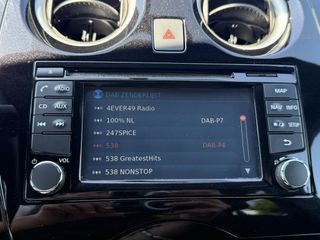 RADIO
CD AUX
VOL
DAB ZENDERLIJST
4EVER49 Radio
100% NL DAB-P7
247SPICE
538 DAB-P4
538 GreatestHits
538 NONSTOP
MAP
NAV INFO
SETUP